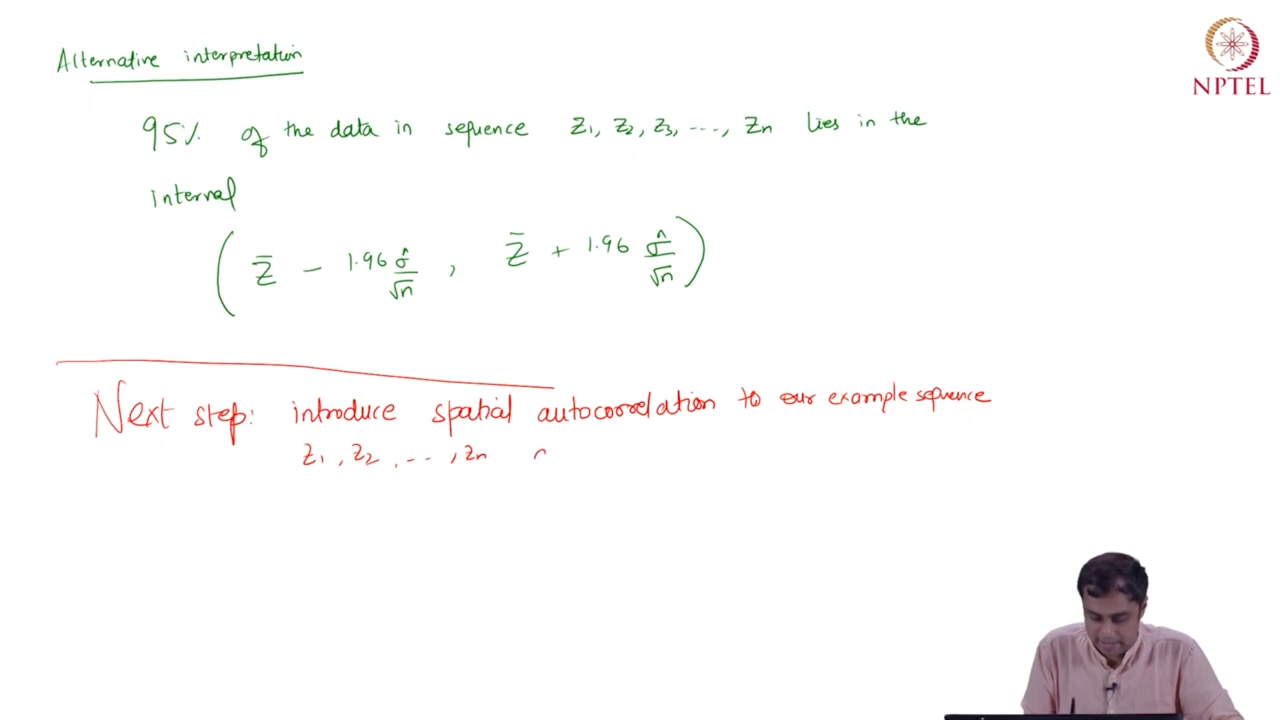 Alternative interpretation
NPTEL
95% of the data in sequence Z1, Z2, Z3, ..., Zn lies in the
interval
( Z̄ − 1.96 σ̂/√n , Z̄ + 1.96 σ̂/√n )
Next step: introduce spatial autocorrelation to our example sequence
Z1, Z2, ..., Zn